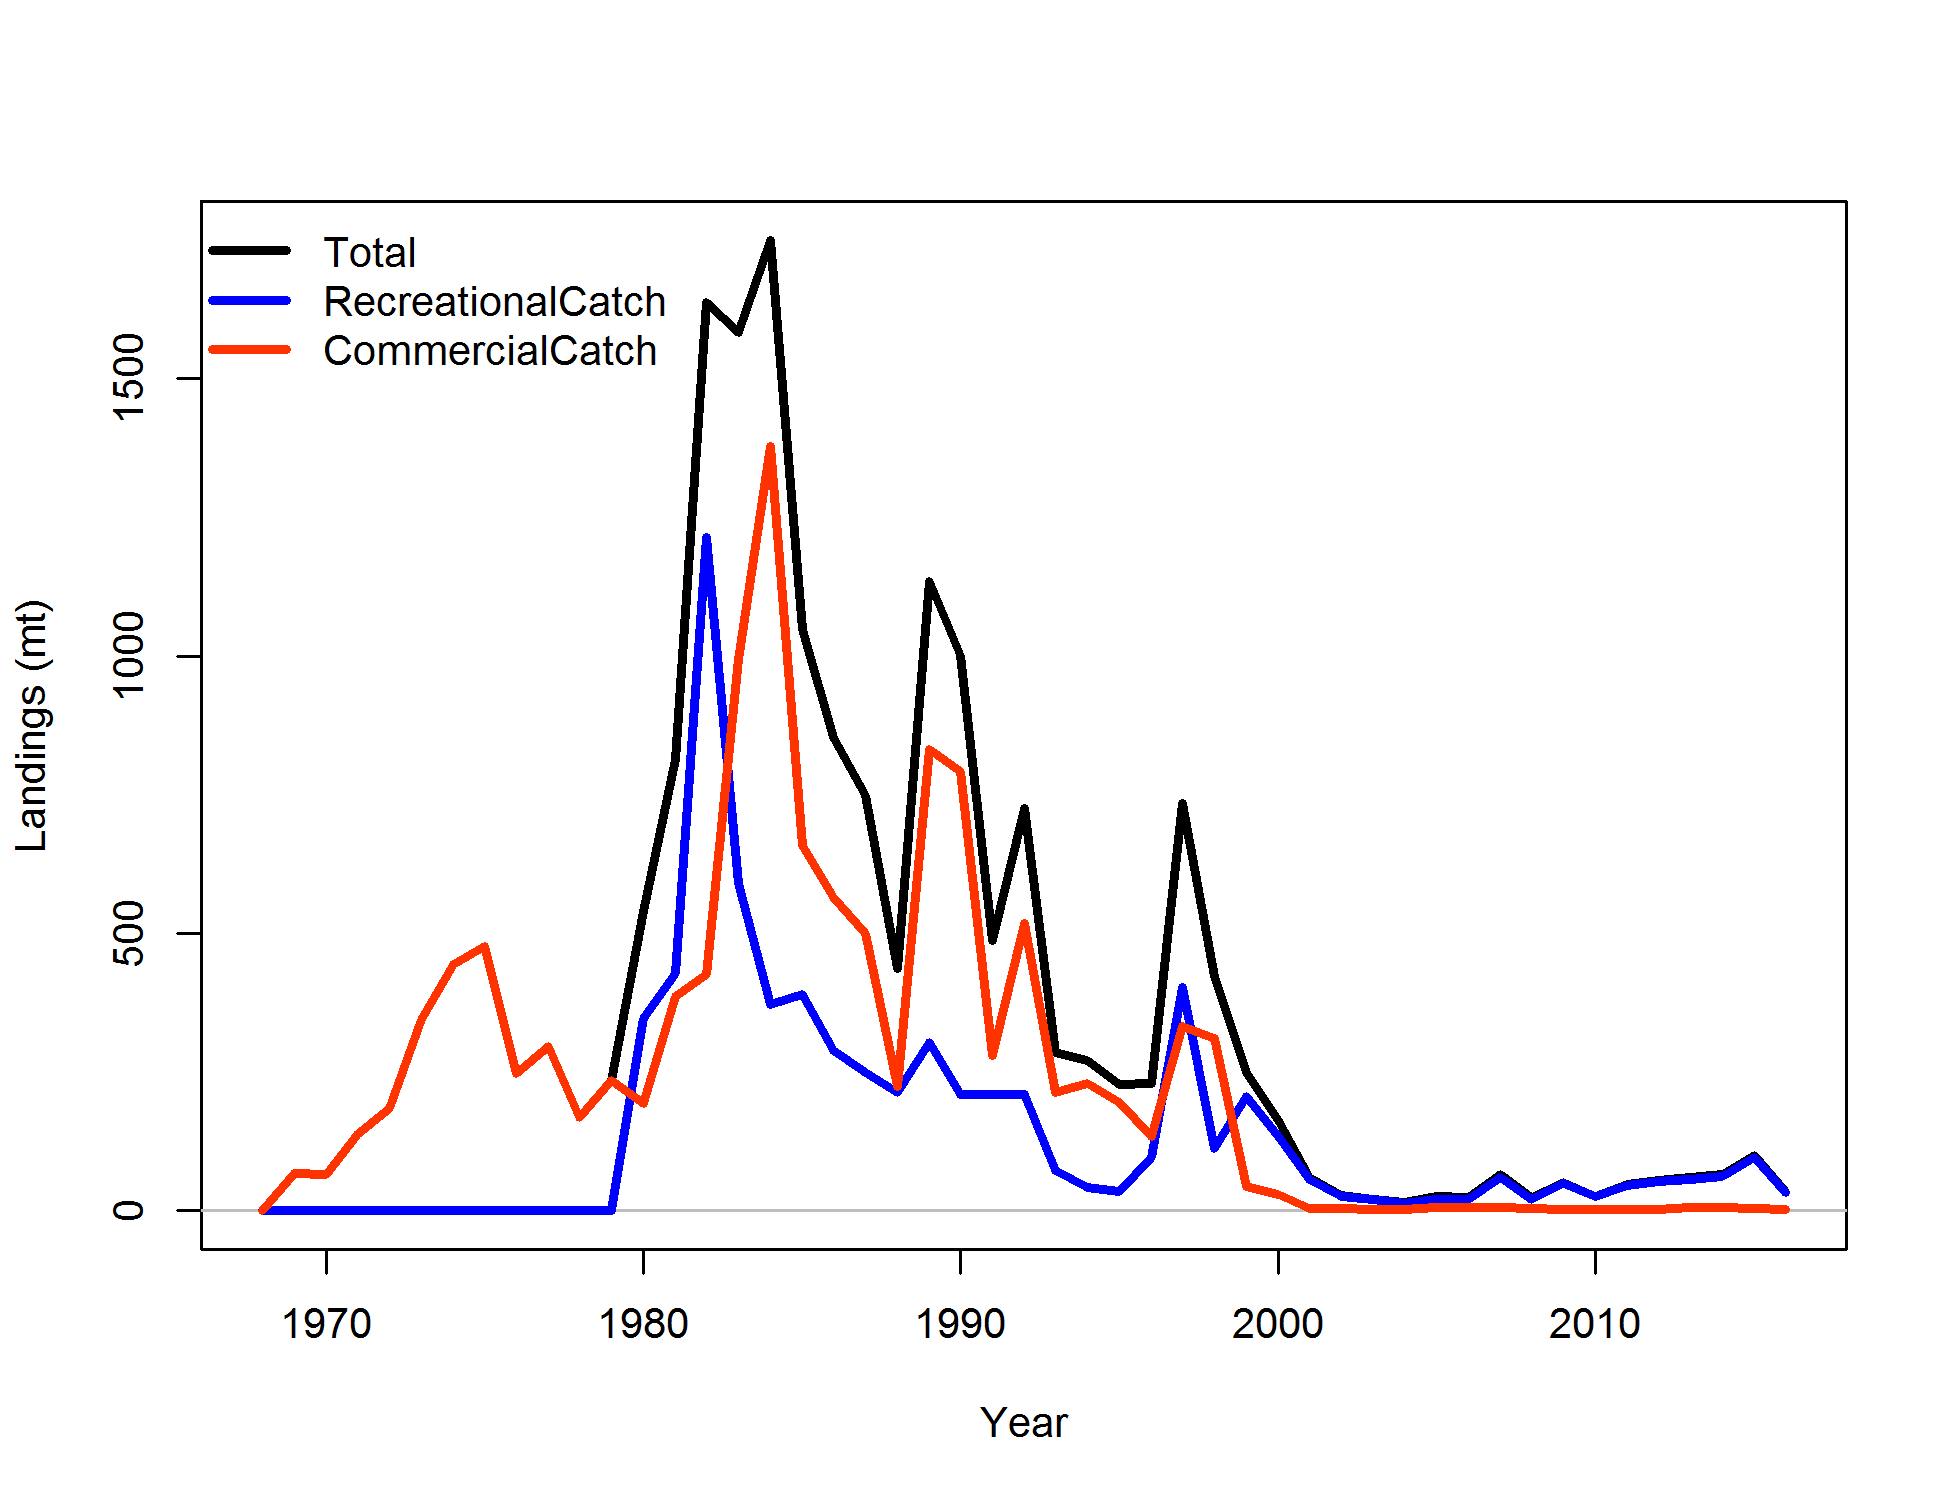 Total
RecreationalCatch
CommercialCatch
1500
1000
500
0
Landings (mt)
1970 1980 1990 2000 2010
Year